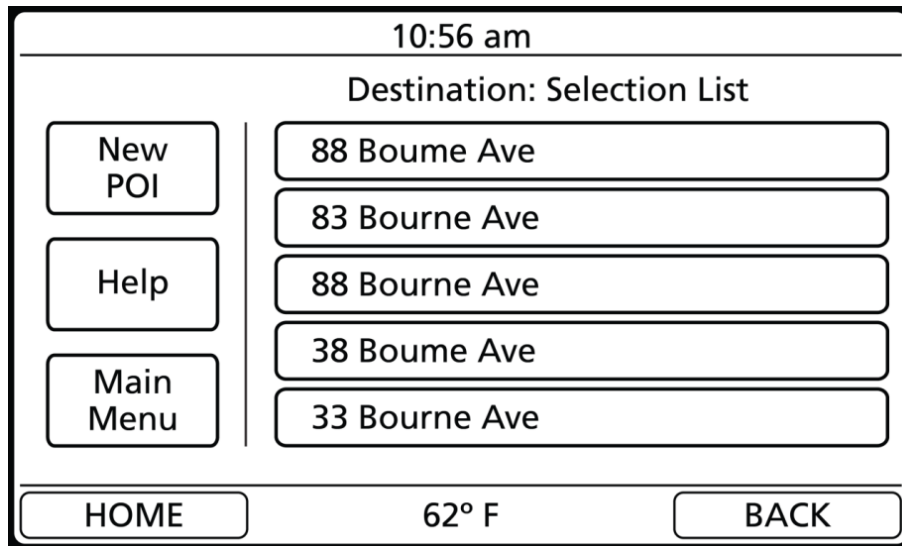 10:56 am
Destination: Selection List
New
POI
Help
Main
Menu
88 Boume Ave
83 Bourne Ave
88 Bourne Ave
38 Boume Ave
33 Bourne Ave
HOME
62° F
BACK